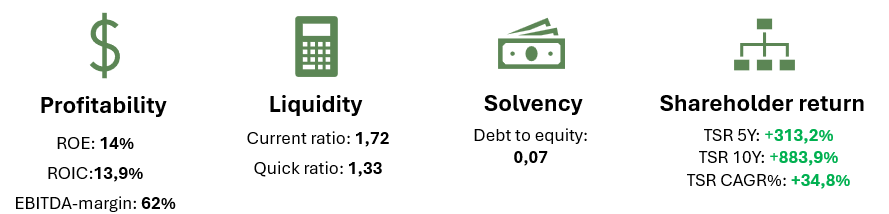 Profitability
ROE: 14%
ROIC:13,9%
EBITDA-margin: 62%
Liquidity
Current ratio: 1,72
Quick ratio: 1,33
Solvency
Debt to equity:
0,07
Shareholder return
TSR 5Y: +313,2%
TSR 10Y: +883,9%
TSR CAGR%: +34,8%